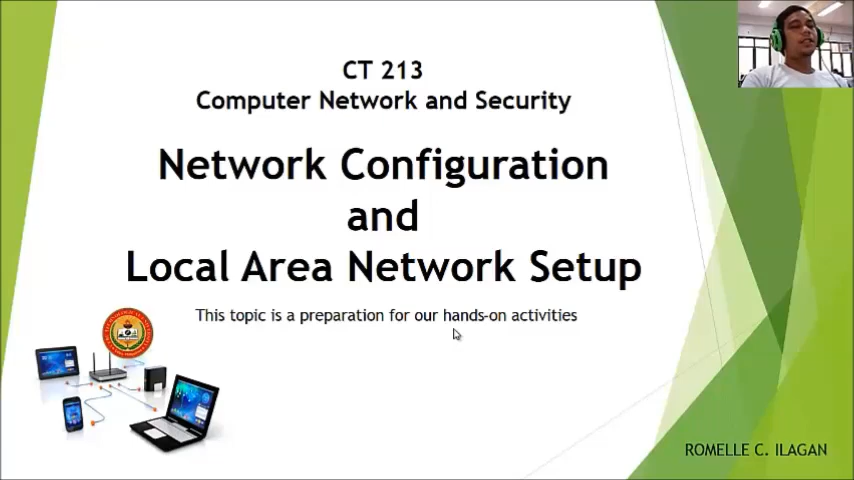 CT 213
Computer Network and Security
Network Configuration
and
Local Area Network Setup
This topic is a preparation for our hands-on activities
ROMELLE C. ILAGAN